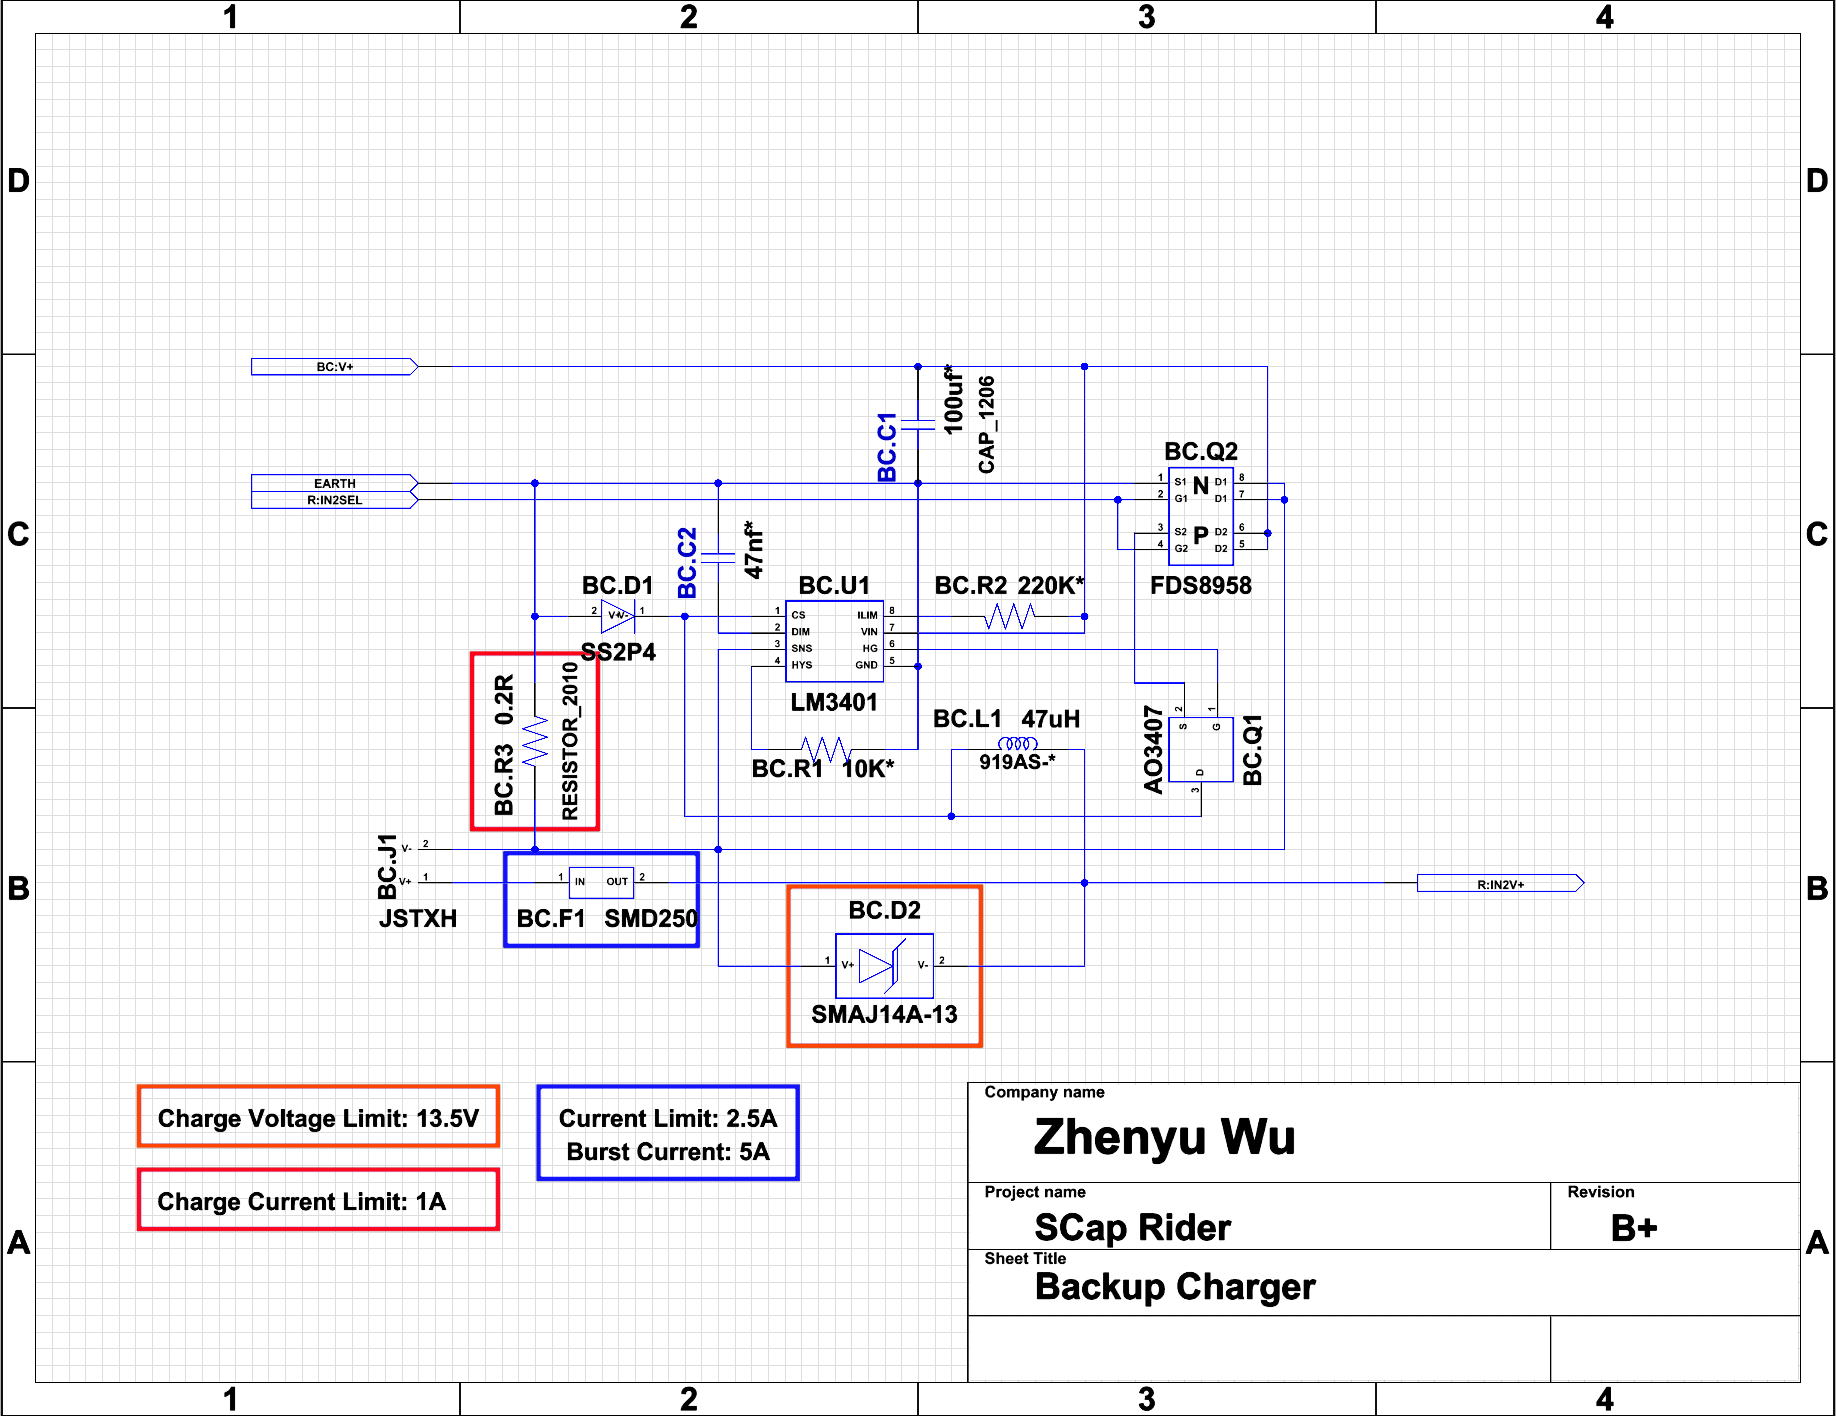 1 2 3 4
D D
BC:V+
100uf*
CAP_1206
BC.C1
BC.Q2
EARTH
R:IN2SEL
1 S1 N D1 8
2 G1 D1 7
3 S2 P D2 6
4 G2 D2 5
FDS8958
C C
BC.C2
47nf*
BC.D1
2 V+ V- 1
SS2P4
BC.U1
1 CS ILIM 8
2 DIM VIN 7
3 SNS HG 6
4 HYS GND 5
LM3401
BC.R2 220K*
BC.R3 0.2R
RESISTOR_2010
BC.R1 10K*
BC.L1 47uH
919AS-*
AO3407
2 1
S G
D
3
BC.Q1
BC.J1
V- 2
V+ 1
JSTXH
1 IN OUT 2
BC.F1 SMD250
R:IN2V+
B B
BC.D2
1 V+ V- 2
SMAJ14A-13
Charge Voltage Limit: 13.5V
Current Limit: 2.5A
Burst Current: 5A
Charge Current Limit: 1A
Company name
Zhenyu Wu
Project name
SCap Rider
Revision
B+
Sheet Title
Backup Charger
A A
1 2 3 4